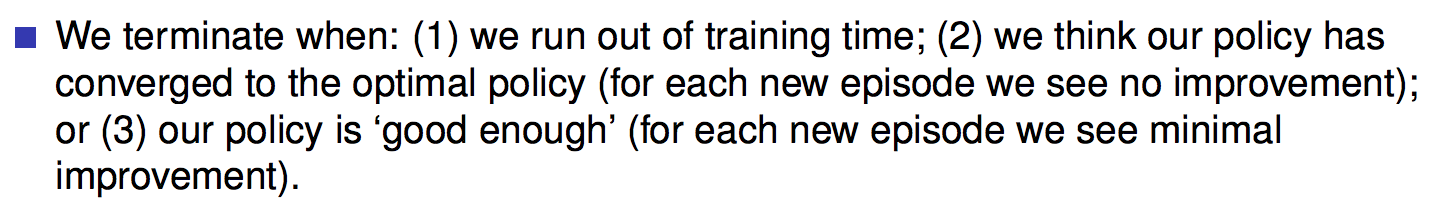 We terminate when: (1) we run out of training time; (2) we think our policy has
converged to the optimal policy (for each new episode we see no improvement);
or (3) our policy is ‘good enough’ (for each new episode we see minimal
improvement).